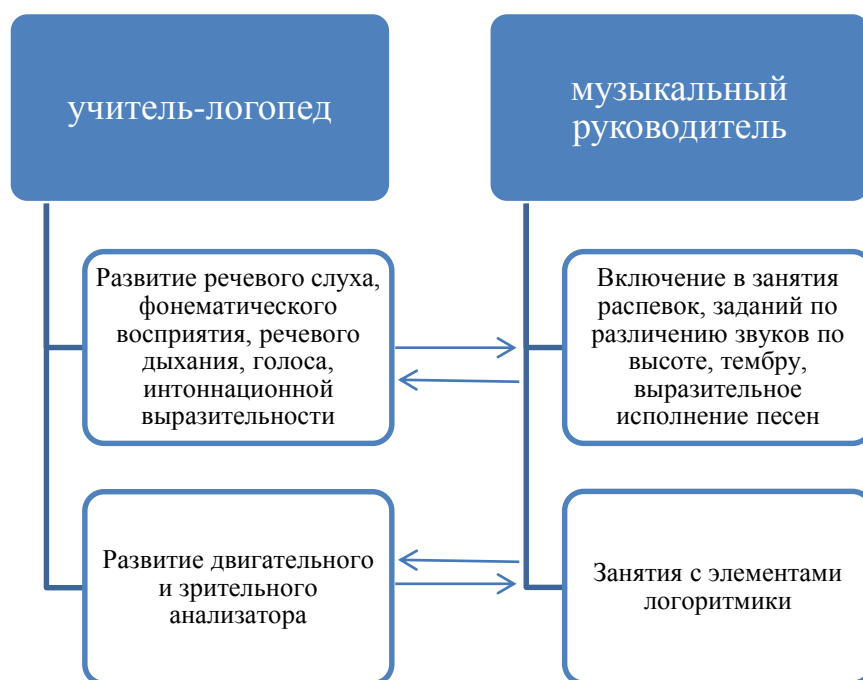 учитель-логопед
музыкальный
руководитель
Развитие речевого слуха,
фонематического
восприятия, речевого
дыхания, голоса,
интоннационной
выразительности
Включение в занятия
распевок, заданий по
различению звуков по
высоте, тембру,
выразительное
исполнение песен
Развитие двигательного
и зрительного
анализатора
Занятия с элементами
логоритмики